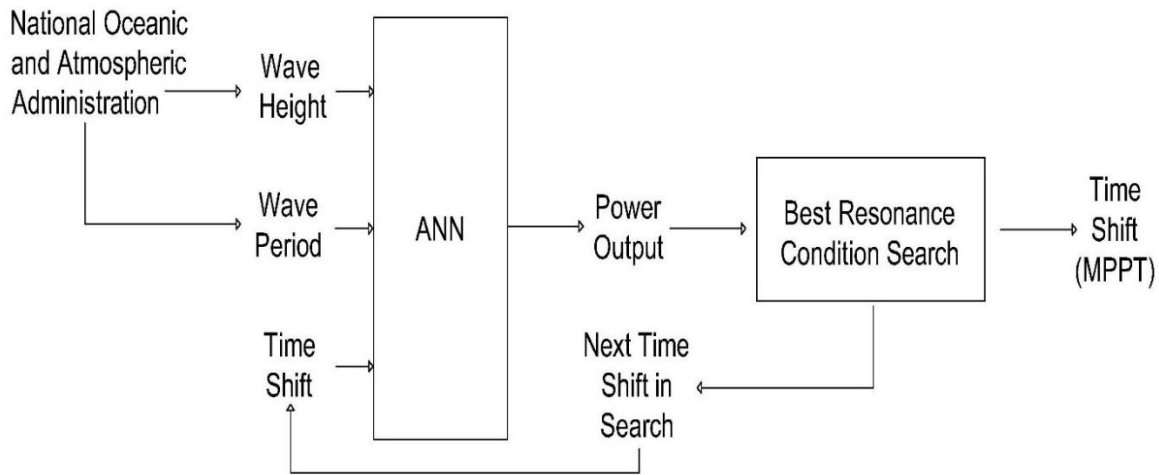 National Oceanic
and Atmospheric
Administration
Wave
Height
Wave
Period
Time
Shift
ANN
Power
Output
Best Resonance
Condition Search
Time
Shift
(MPPT)
Next Time
Shift in
Search